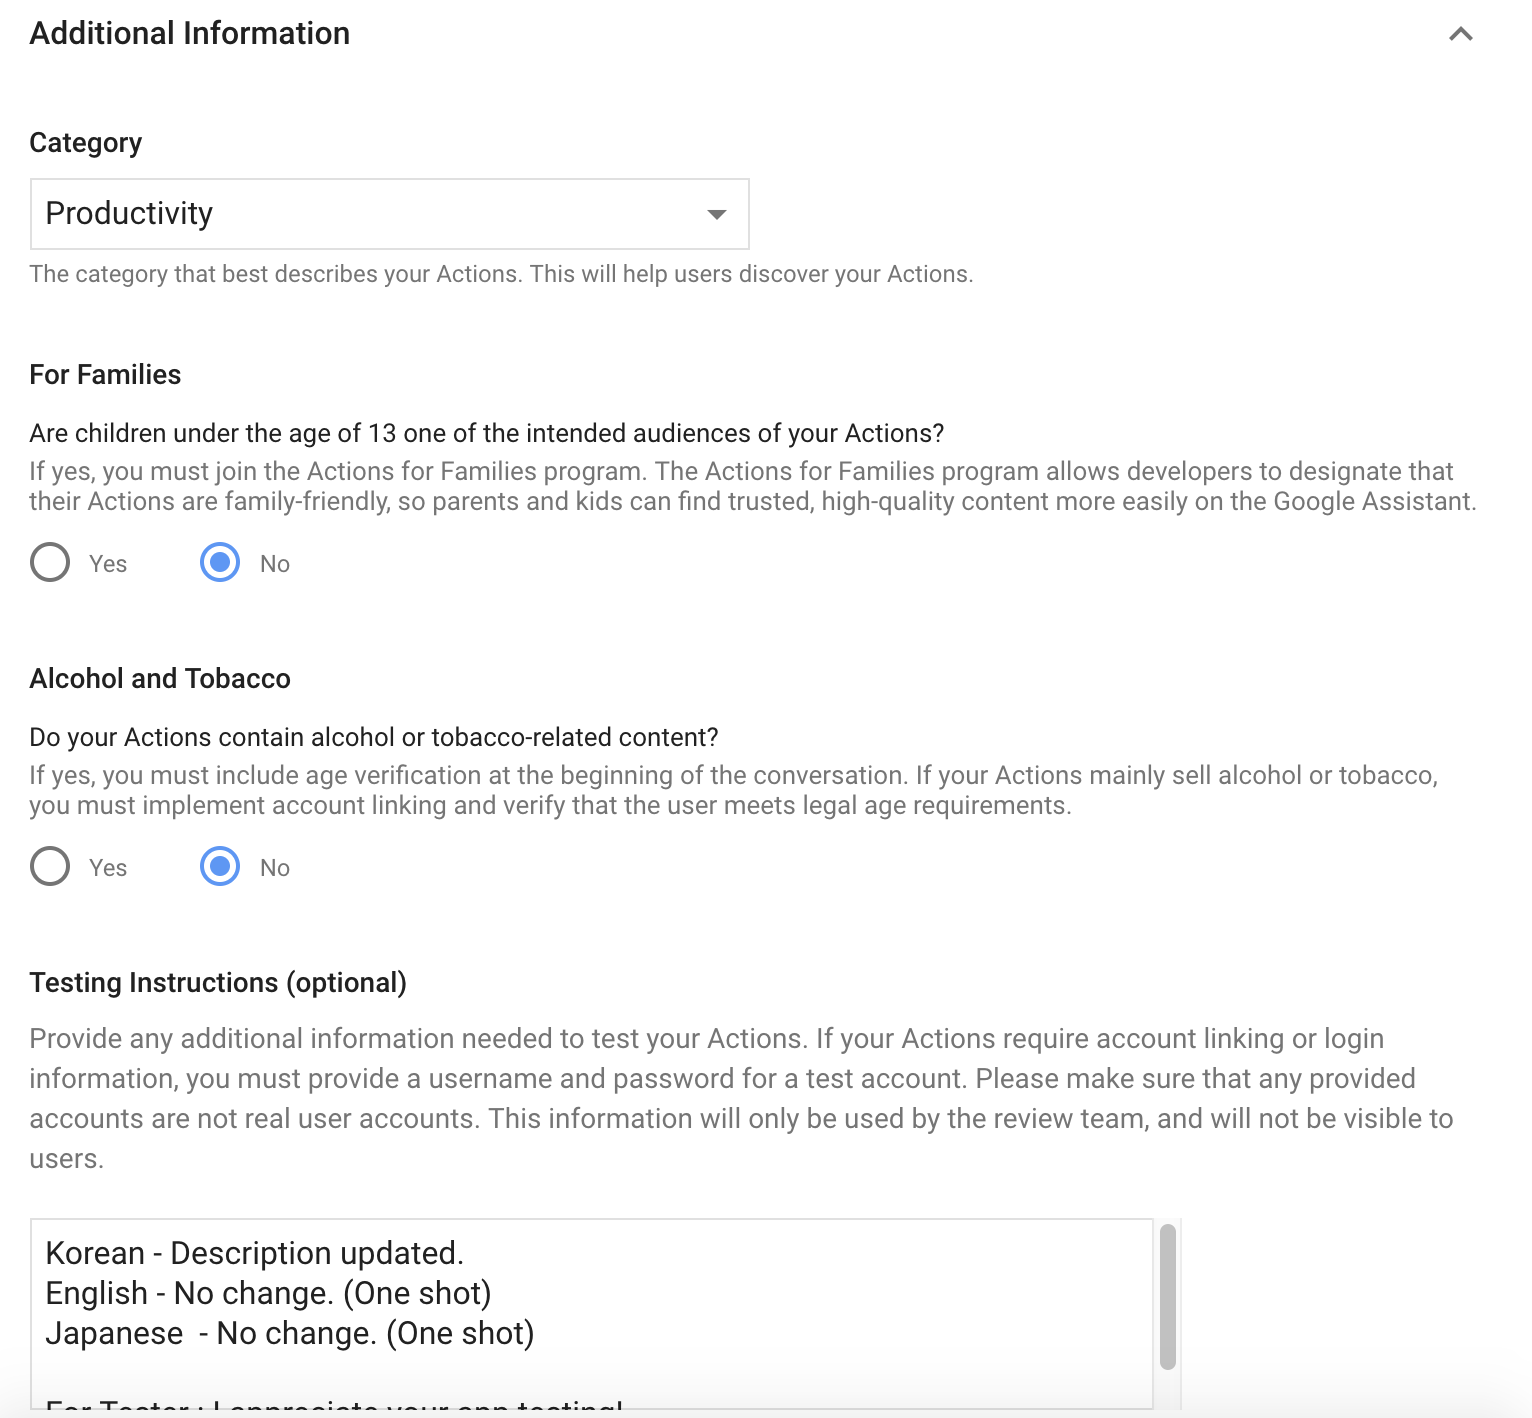 Additional Information
Category
Productivity
The category that best describes your Actions. This will help users discover your Actions.
For Families
Are children under the age of 13 one of the intended audiences of your Actions?
If yes, you must join the Actions for Families program. The Actions for Families program allows developers to designate that
their Actions are family-friendly, so parents and kids can find trusted, high-quality content more easily on the Google Assistant.
Yes No
Alcohol and Tobacco
Do your Actions contain alcohol or tobacco-related content?
If yes, you must include age verification at the beginning of the conversation. If your Actions mainly sell alcohol or tobacco,
you must implement account linking and verify that the user meets legal age requirements.
Yes No
Testing Instructions (optional)
Provide any additional information needed to test your Actions. If your Actions require account linking or login
information, you must provide a username and password for a test account. Please make sure that any provided
accounts are not real user accounts. This information will only be used by the review team, and will not be visible to
users.
Korean - Description updated.
English - No change. (One shot)
Japanese  - No change. (One shot)
For Tester : I appreciate your app testing!